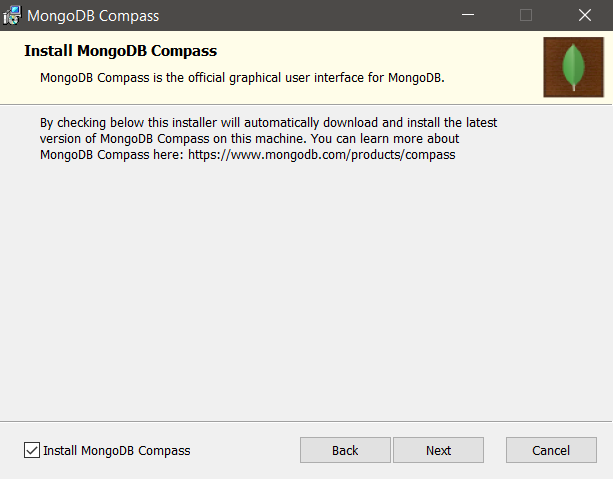 MongoDB Compass
Install MongoDB Compass
MongoDB Compass is the official graphical user interface for MongoDB.
By checking below this installer will automatically download and install the latest
version of MongoDB Compass on this machine. You can learn more about
MongoDB Compass here: https://www.mongodb.com/products/compass
Install MongoDB Compass
Back
Next
Cancel